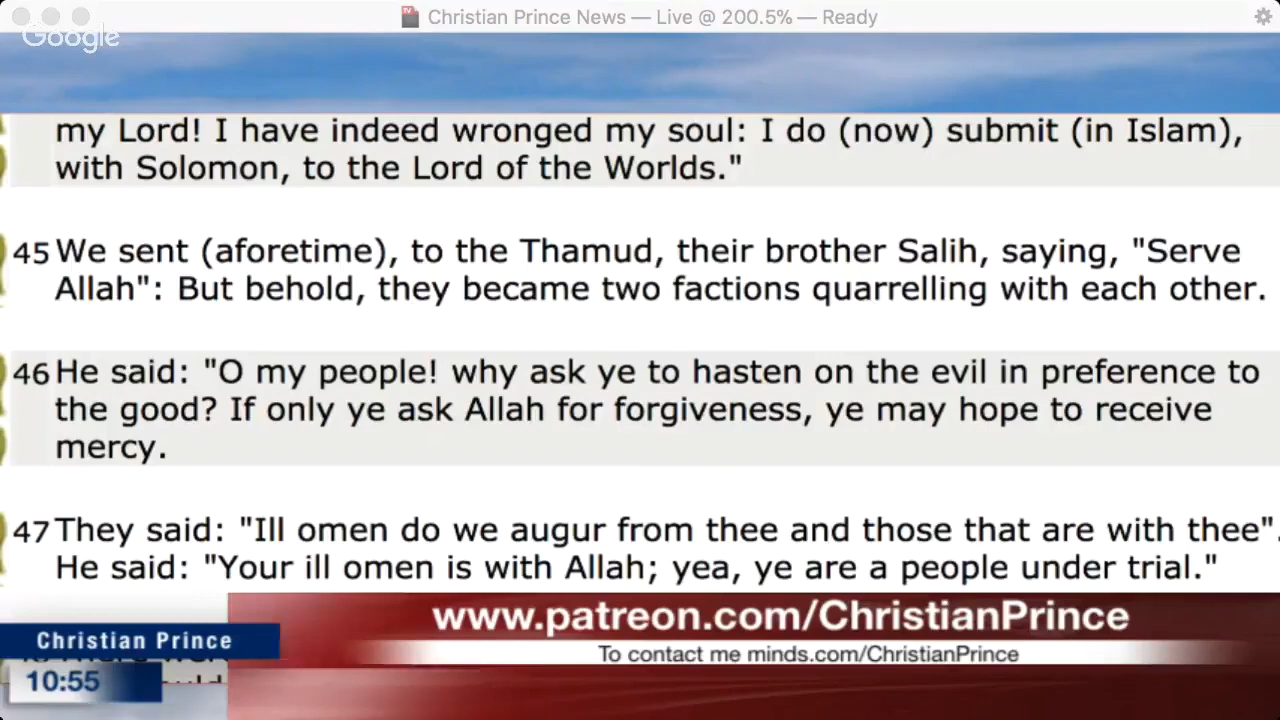 Christian Prince News — Live @ 200.5% — Ready
Google
my Lord! I have indeed wronged my soul: I do (now) submit (in Islam),
with Solomon, to the Lord of the Worlds."
45 We sent (aforetime), to the Thamud, their brother Salih, saying, "Serve
Allah": But behold, they became two factions quarrelling with each other.
46 He said: "O my people! why ask ye to hasten on the evil in preference to
the good? If only ye ask Allah for forgiveness, ye may hope to receive
mercy.
47 They said: "Ill omen do we augur from thee and those that are with thee".
He said: "Your ill omen is with Allah; yea, ye are a people under trial."
www.patreon.com/ChristianPrince
Christian Prince
To contact me minds.com/ChristianPrince
10:55